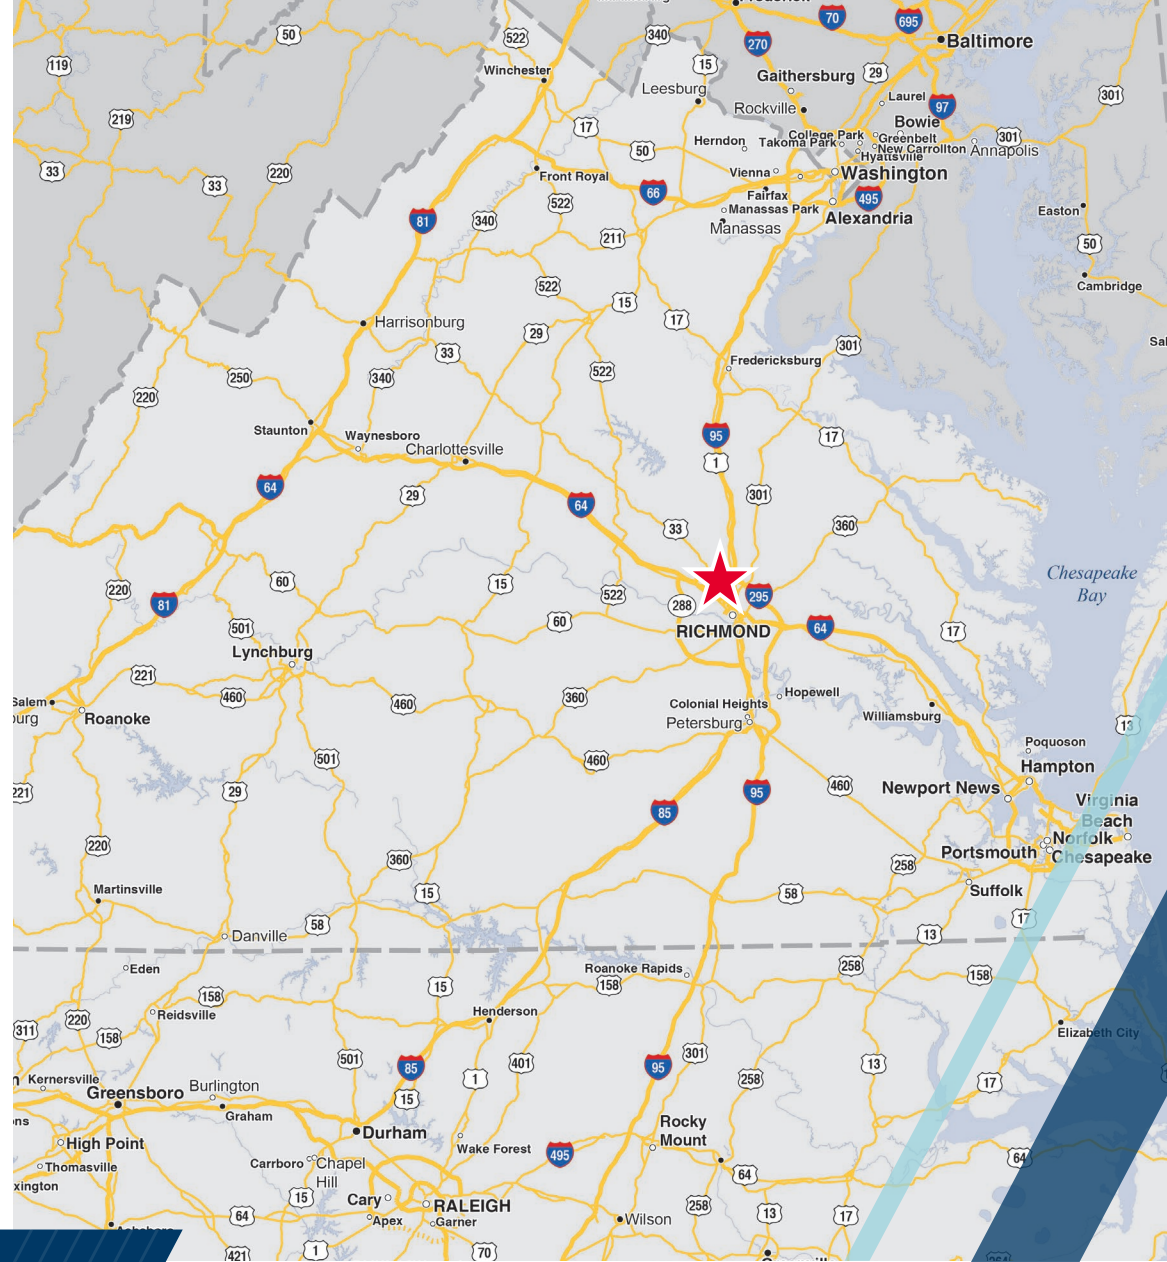 50
522
340
70
695
Baltimore
270
119
Winchester
15
Gaithersburg
29
Leesburg
301
Rockville
Laurel
97
219
17
Bowie
Herndon
College Park
Greenbelt
301
Takoma Park
New Carrollton
Annapolis
50
Hyattsville
33
220
Front Royal
Vienna
Washington
33
66
Fairfax
495
522
Manassas Park
Easton
81
340
Alexandria
Manassas
211
50
522
Cambridge
15
17
Harrisonburg
29
301
33
Fredericksburg
522
250
340
220
Staunton
Waynesboro
95
17
Charlottesville
1
64
29
64
301
33
360
Chesapeake
Bay
220
60
15
522
295
81
288
501
60
RICHMOND
64
17
Lynchburg
221
460
460
360
Hopewell
Salem
Colonial Heights
Roanoke
Petersburg
Williamsburg
13
Poquoson
501
460
Hampton
221
29
95
460
Newport News
85
Virginia
Beach
220
Norfolk
Portsmouth
Chesapeake
360
258
Martinsville
15
58
Suffolk
58
17
Danville
13
Eden
Roanoke Rapids
258
158
158
15
158
Reidsville
Henderson
311
220
158
Elizabeth City
501
85
401
95
301
13
Kernersville
1
258
17
Greensboro
Burlington
15
Graham
Durham
Rocky
Mount
High Point
Wake Forest
495
64
Thomasville
Carrboro
Chapel
Hill
64
15
Cary
RALEIGH
258
64
Apex
Garner
Wilson
13
17
421
1
70